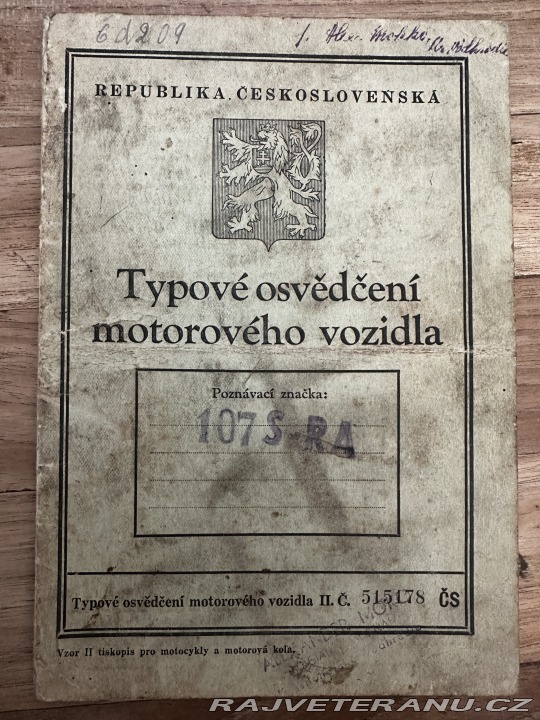 6d209
REPUBLIKA ČESKOSLOVENSKÁ
Typové osvědčení
motorového vozidla
Poznávací značka:
107S-RA
Typové osvědčení motorového vozidla II. Č. 515178 ČS
Vzor II tiskopis pro motocykly a motorová kola.
RAJVETERANU.CZ